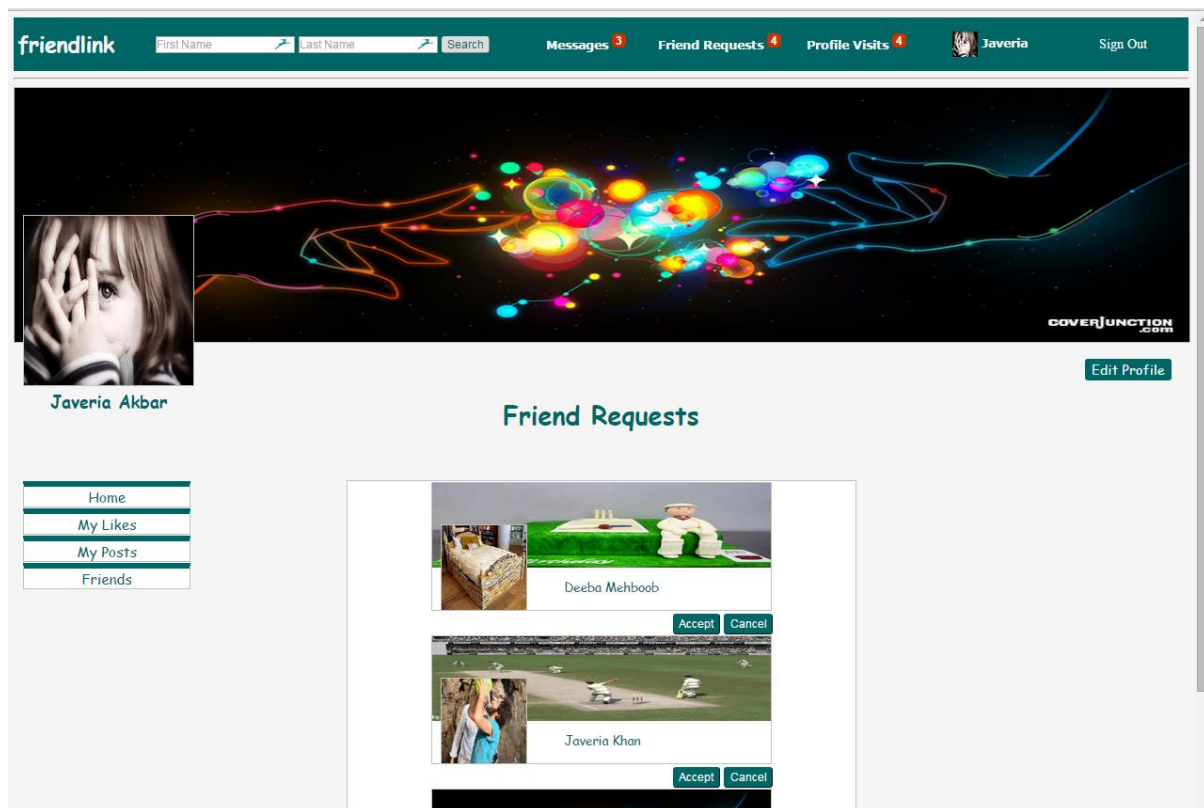 friendlink First Name Last Name Search Messages 3 Friend Requests 4 Profile Visits 4 Javeria Sign Out
COVERJUNCTION
.com
Edit Profile
Javeria Akbar
Friend Requests
Home
My Likes
My Posts
Friends
Deeba Mehboob
Accept Cancel
Javeria Khan
Accept Cancel